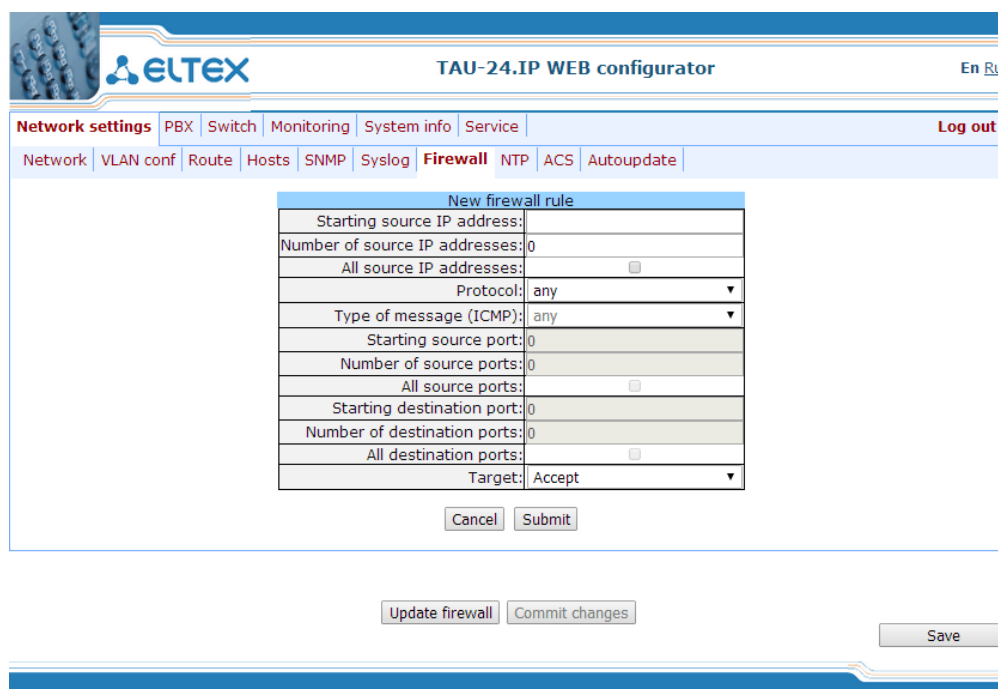 ELTEX
TAU-24.IP WEB configurator
En Ru
Network settings PBX Switch Monitoring System info Service
Log out
Network VLAN conf Route Hosts SNMP Syslog Firewall NTP ACS Autoupdate
New firewall rule
Starting source IP address:
Number of source IP addresses: 0
All source IP addresses:
Protocol: any
Type of message (ICMP): any
Starting source port: 0
Number of source ports: 0
All source ports:
Starting destination port: 0
Number of destination ports: 0
All destination ports:
Target: Accept
Cancel Submit
Update firewall Commit changes
Save